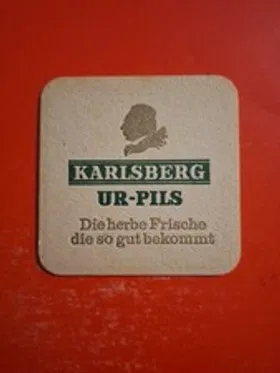 KARLSBERG
UR-PILS
Die herbe Frische
die so gut bekommt